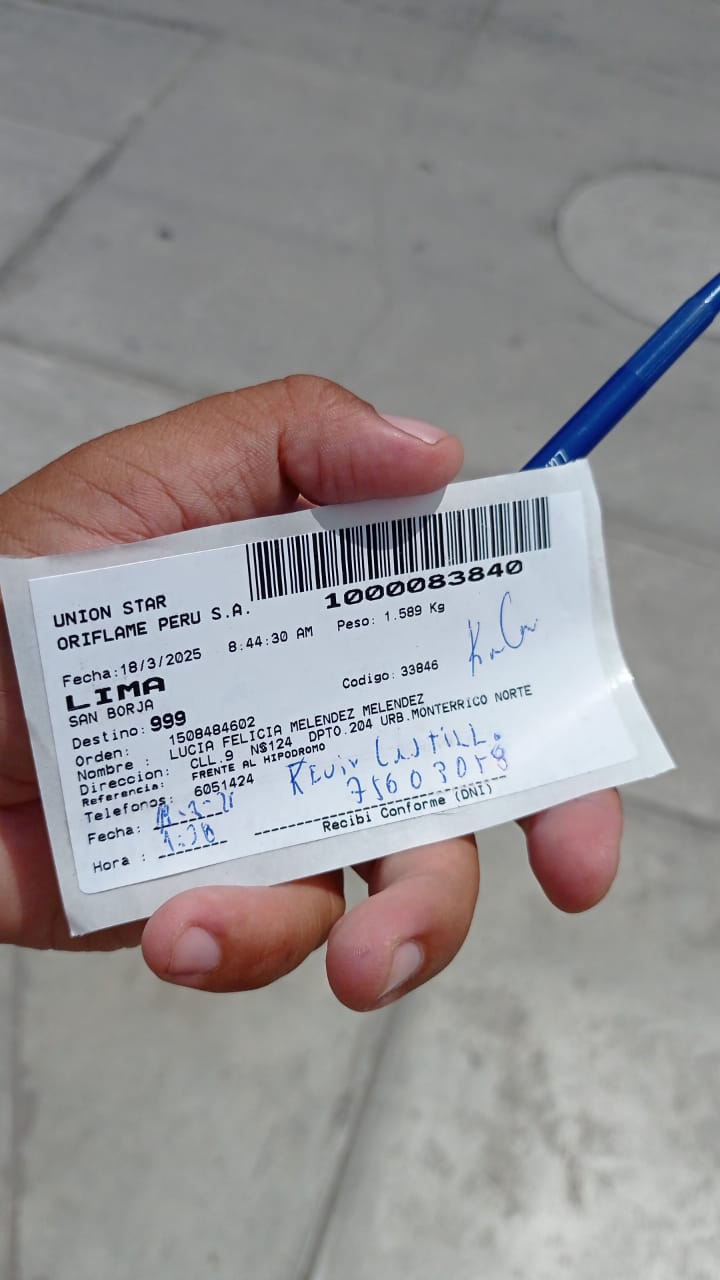 UNION STAR
ORIFLAME PERU S.A.
1000083840
Fecha:18/3/2025 8:44:30 AM Peso: 1.589 Kg
LIMA
SAN BORJA Codigo: 33846
Destino: 999
Orden: 1508484602
Nombre : LUCIA FELICIA MELENDEZ MELENDEZ
Direccion: CLL.9 N$124 DPTO.204 URB.MONTERRICO NORTE
Referencia: FRENTE AL HIPODROMO
Telefonos: 6051424
Kevin
Fecha:
Hora :
Recibi Conforme (DNI)